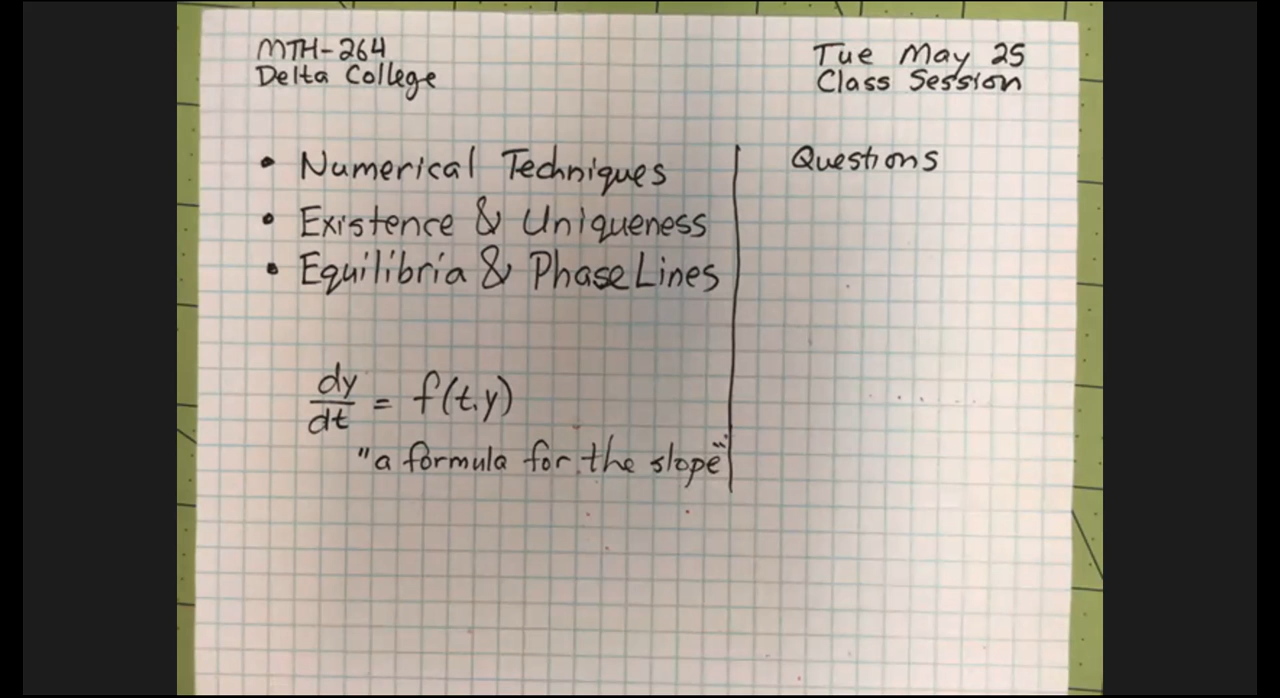 MTH-264
Delta College
Tue May 25
Class Session
• Numerical Techniques
• Existence & Uniqueness
• Equilibria & Phase Lines
Questions
dy/dt = f(t,y)
"a formula for the slope"